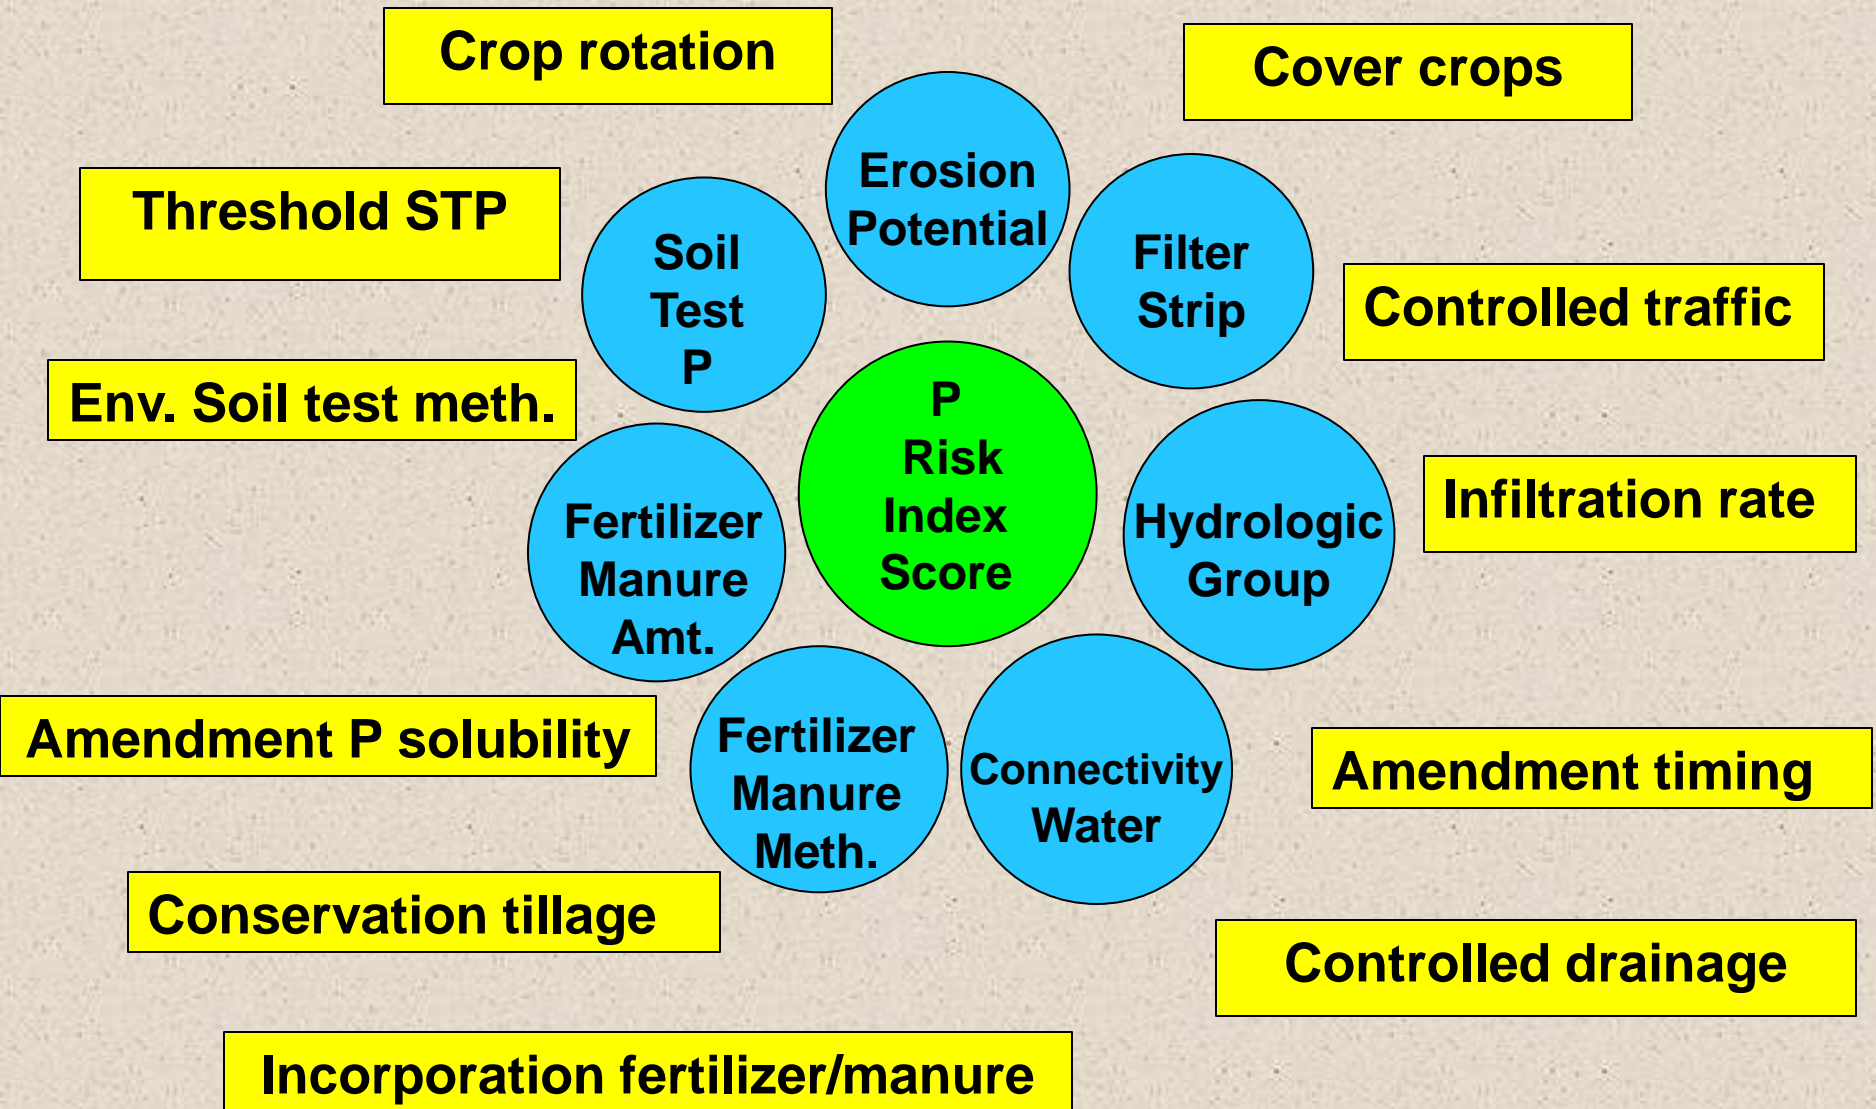 Crop rotation
Cover crops
Erosion
Potential
Threshold STP
Soil
Test
P
Filter
Strip
Controlled traffic
Env. Soil test meth.
P
Risk
Index
Score
Fertilizer
Manure
Amt.
Hydrologic
Group
Infiltration rate
Amendment P solubility
Fertilizer
Manure
Meth.
Connectivity
Water
Amendment timing
Conservation tillage
Controlled drainage
Incorporation fertilizer/manure